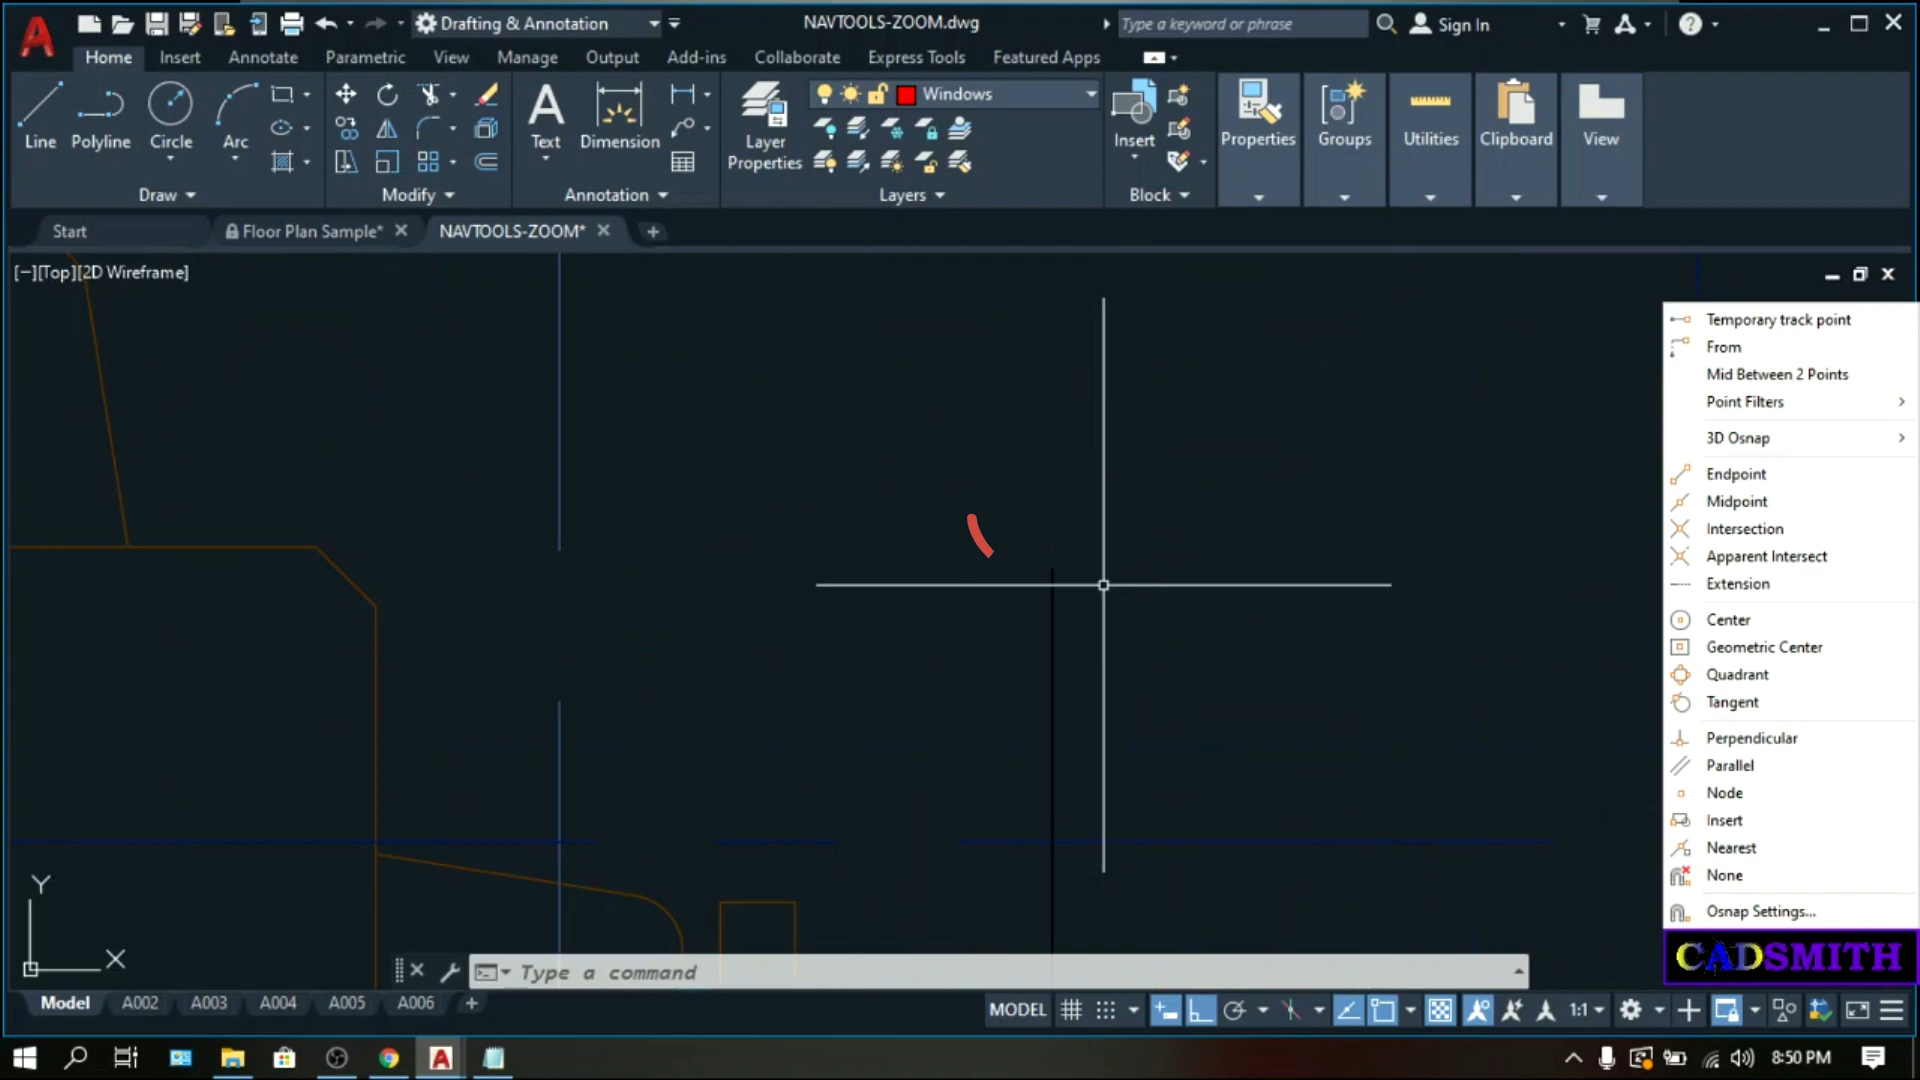 Drafting & Annotation
NAVTOOLS-ZOOM.dwg
Type a keyword or phrase
Sign In
Home Insert Annotate Parametric View Manage Output Add-ins Collaborate Express Tools Featured Apps
Windows
Line Polyline Circle Arc
Text Dimension
Layer Properties
Insert
Properties Groups Utilities Clipboard View
Draw Modify Annotation Layers Block
Start Floor Plan Sample* NAVTOOLS-ZOOM*
[−][Top][2D Wireframe]
Temporary track point
From
Mid Between 2 Points
Point Filters
3D Osnap
Endpoint
Midpoint
Intersection
Apparent Intersect
Extension
Center
Geometric Center
Quadrant
Tangent
Perpendicular
Parallel
Node
Insert
Nearest
None
Osnap Settings...
CADSMITH
Y
X
Type a command
Model A002 A003 A004 A005 A006
MODEL
1:1
8:50 PM